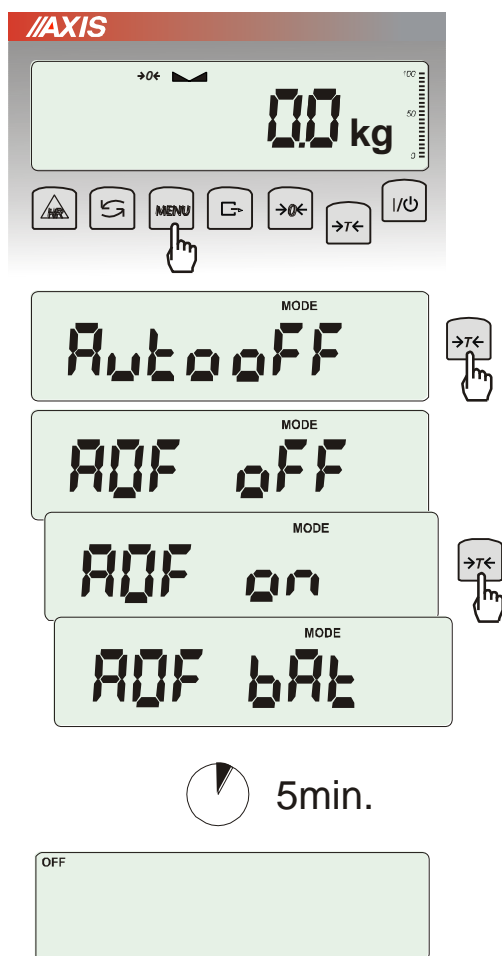 //AXIS
→0←
100
50
0
0.0 kg
HR
MENU
→0←
→T←
I/
MODE
AutooFF
→T←
MODE
AOF oFF
MODE
AOF on
→T←
MODE
AOF bAt
5min.
OFF